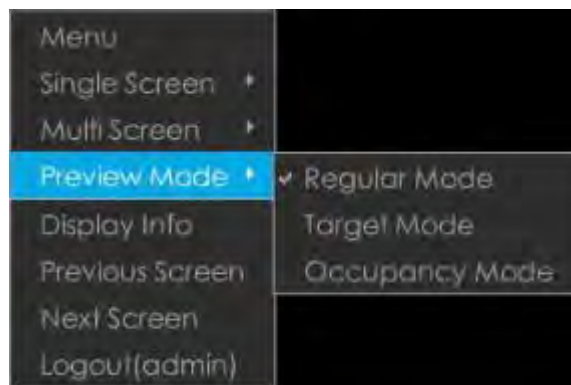 Menu
Single Screen
Multi Screen
Preview Mode
Regular Mode
Target Mode
Occupancy Mode
Display Info
Previous Screen
Next Screen
Logout(admin)